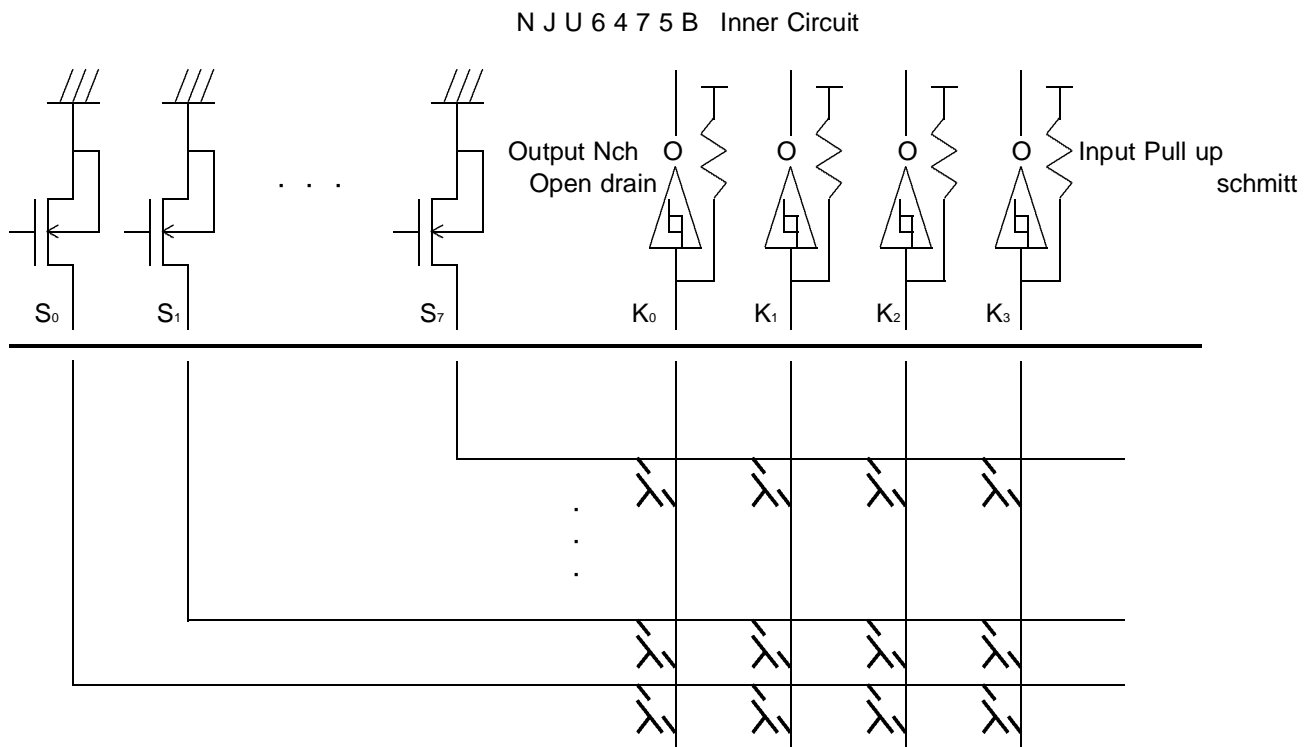 N J U 6 4 7 5 B Inner Circuit
Output Nch
Open drain
O O O O
Input Pull up
schmitt
. . .
S0 S1 S7 K0 K1 K2 K3
.
.
.